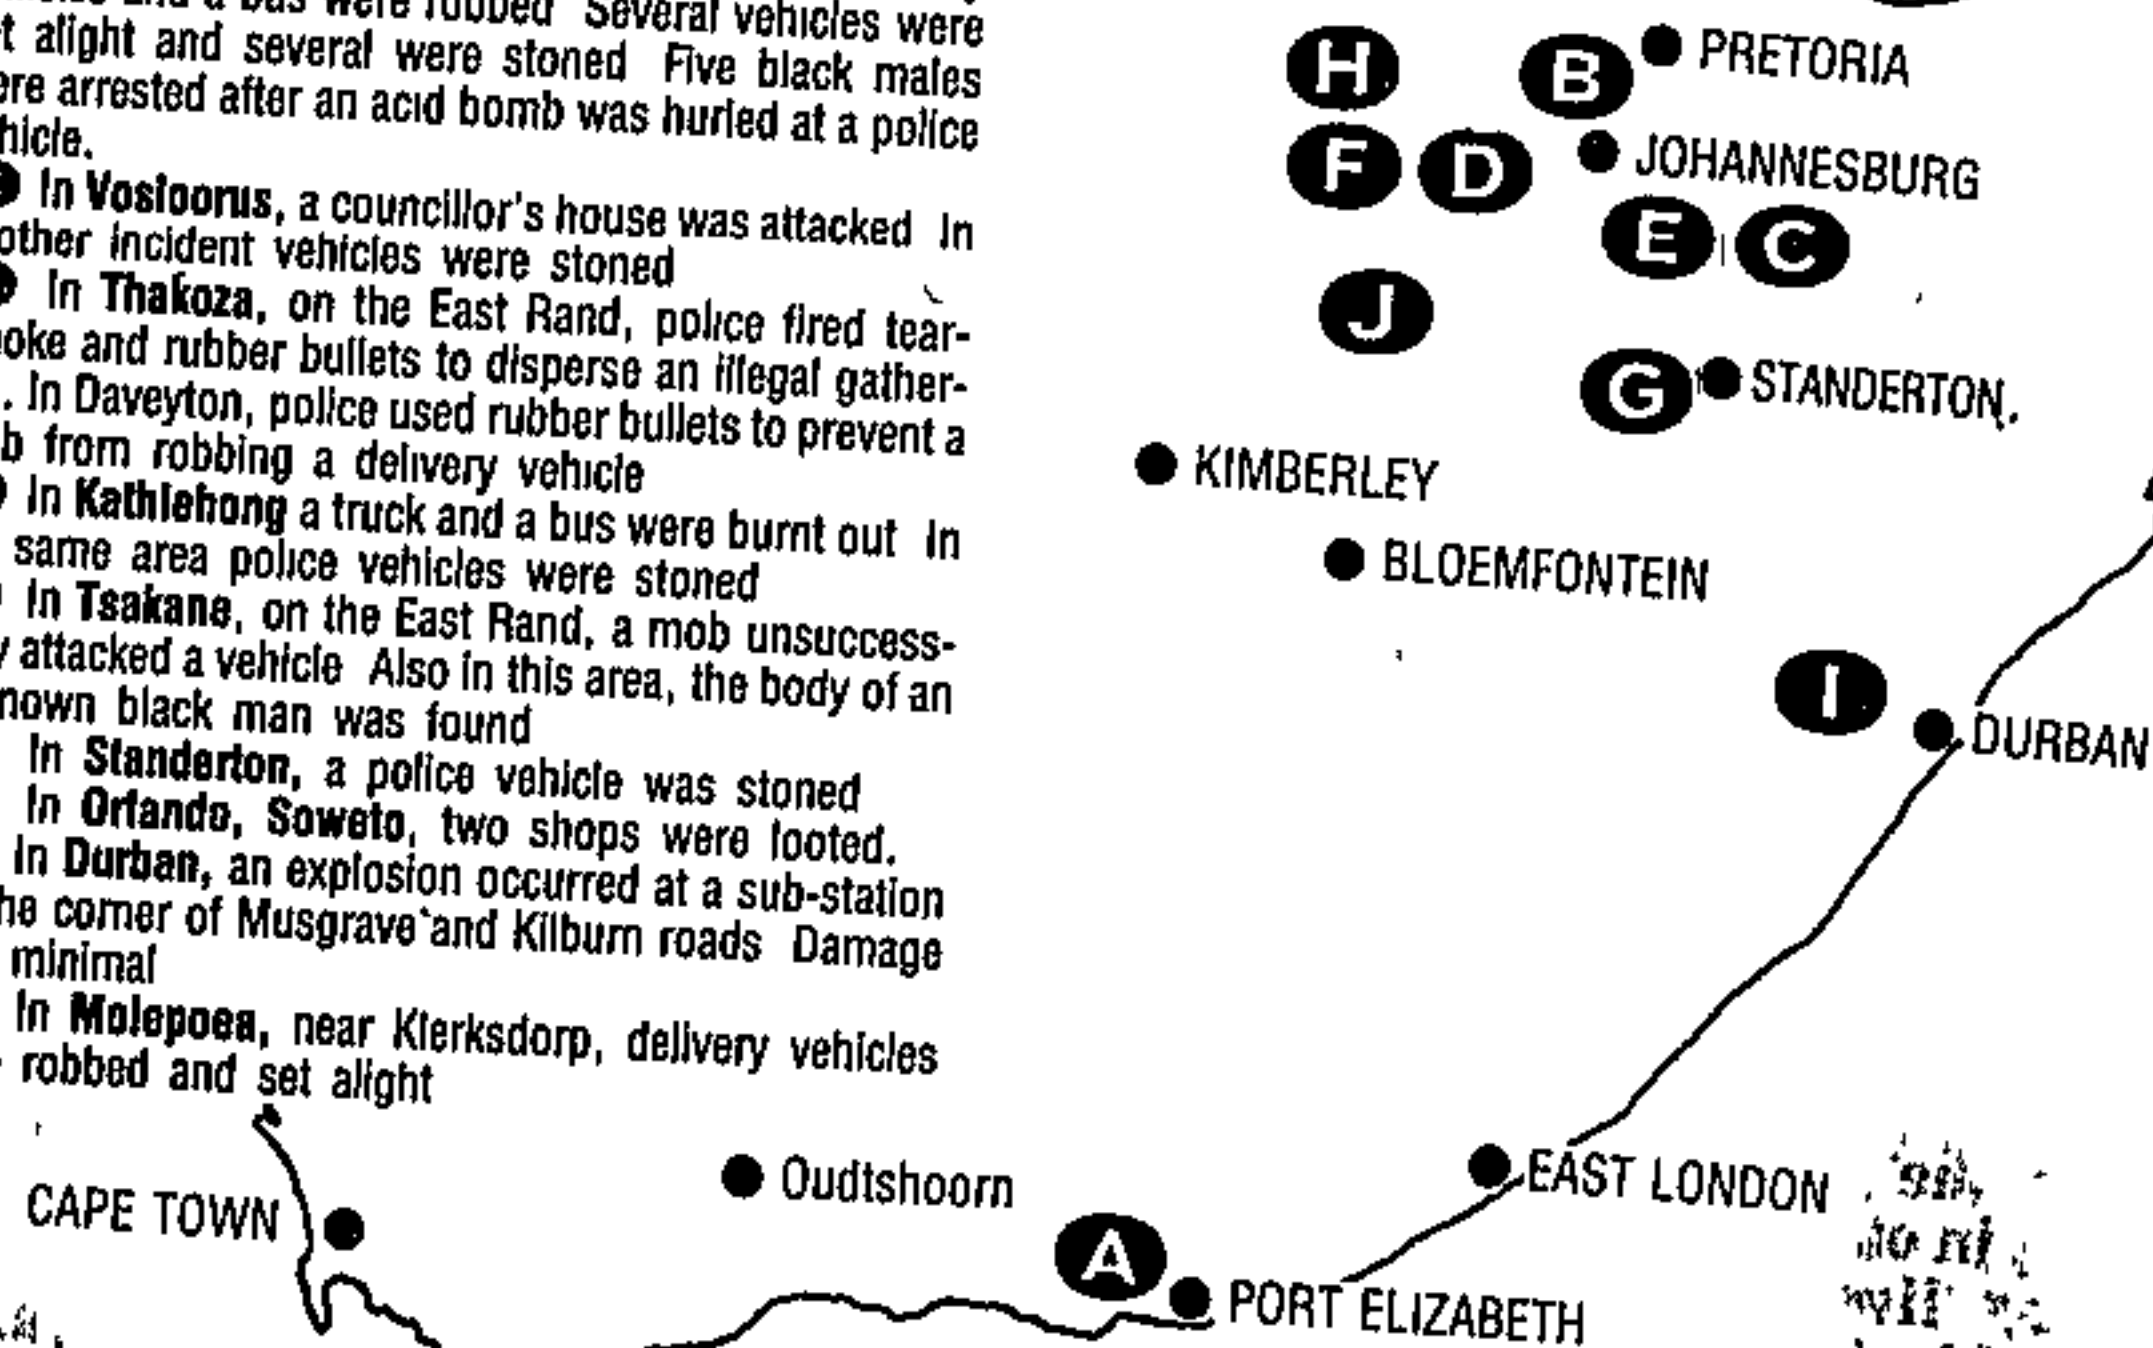 a bus were robbed Several vehicles were
alight and several were stoned Five black males
ere arrested after an acid bomb was hurled at a police
hicle.
In Vosloorus, a councillor's house was attacked In
other incident vehicles were stoned
In Thakoza, on the East Rand, police fired tear-
oke and rubber bullets to disperse an illegal gather-
. In Daveyton, police used rubber bullets to prevent a
b from robbing a delivery vehicle
In Kathlehong a truck and a bus were burnt out In
same area police vehicles were stoned
In Tsakane, on the East Rand, a mob unsuccess-
y attacked a vehicle Also in this area, the body of an
nown black man was found
In Standerton, a police vehicle was stoned
In Orlando, Soweto, two shops were looted.
In Durban, an explosion occurred at a sub-station
he corner of Musgrave and Kilburn roads Damage
minimal
In Molepoea, near Klerksdorp, delivery vehicles
robbed and set alight
H
B
PRETORIA
F
D
JOHANNESBURG
E
C
J
G
STANDERTON.
KIMBERLEY
BLOEMFONTEIN
I
DURBAN
EAST LONDON
Oudtshoorn
CAPE TOWN
A
PORT ELIZABETH